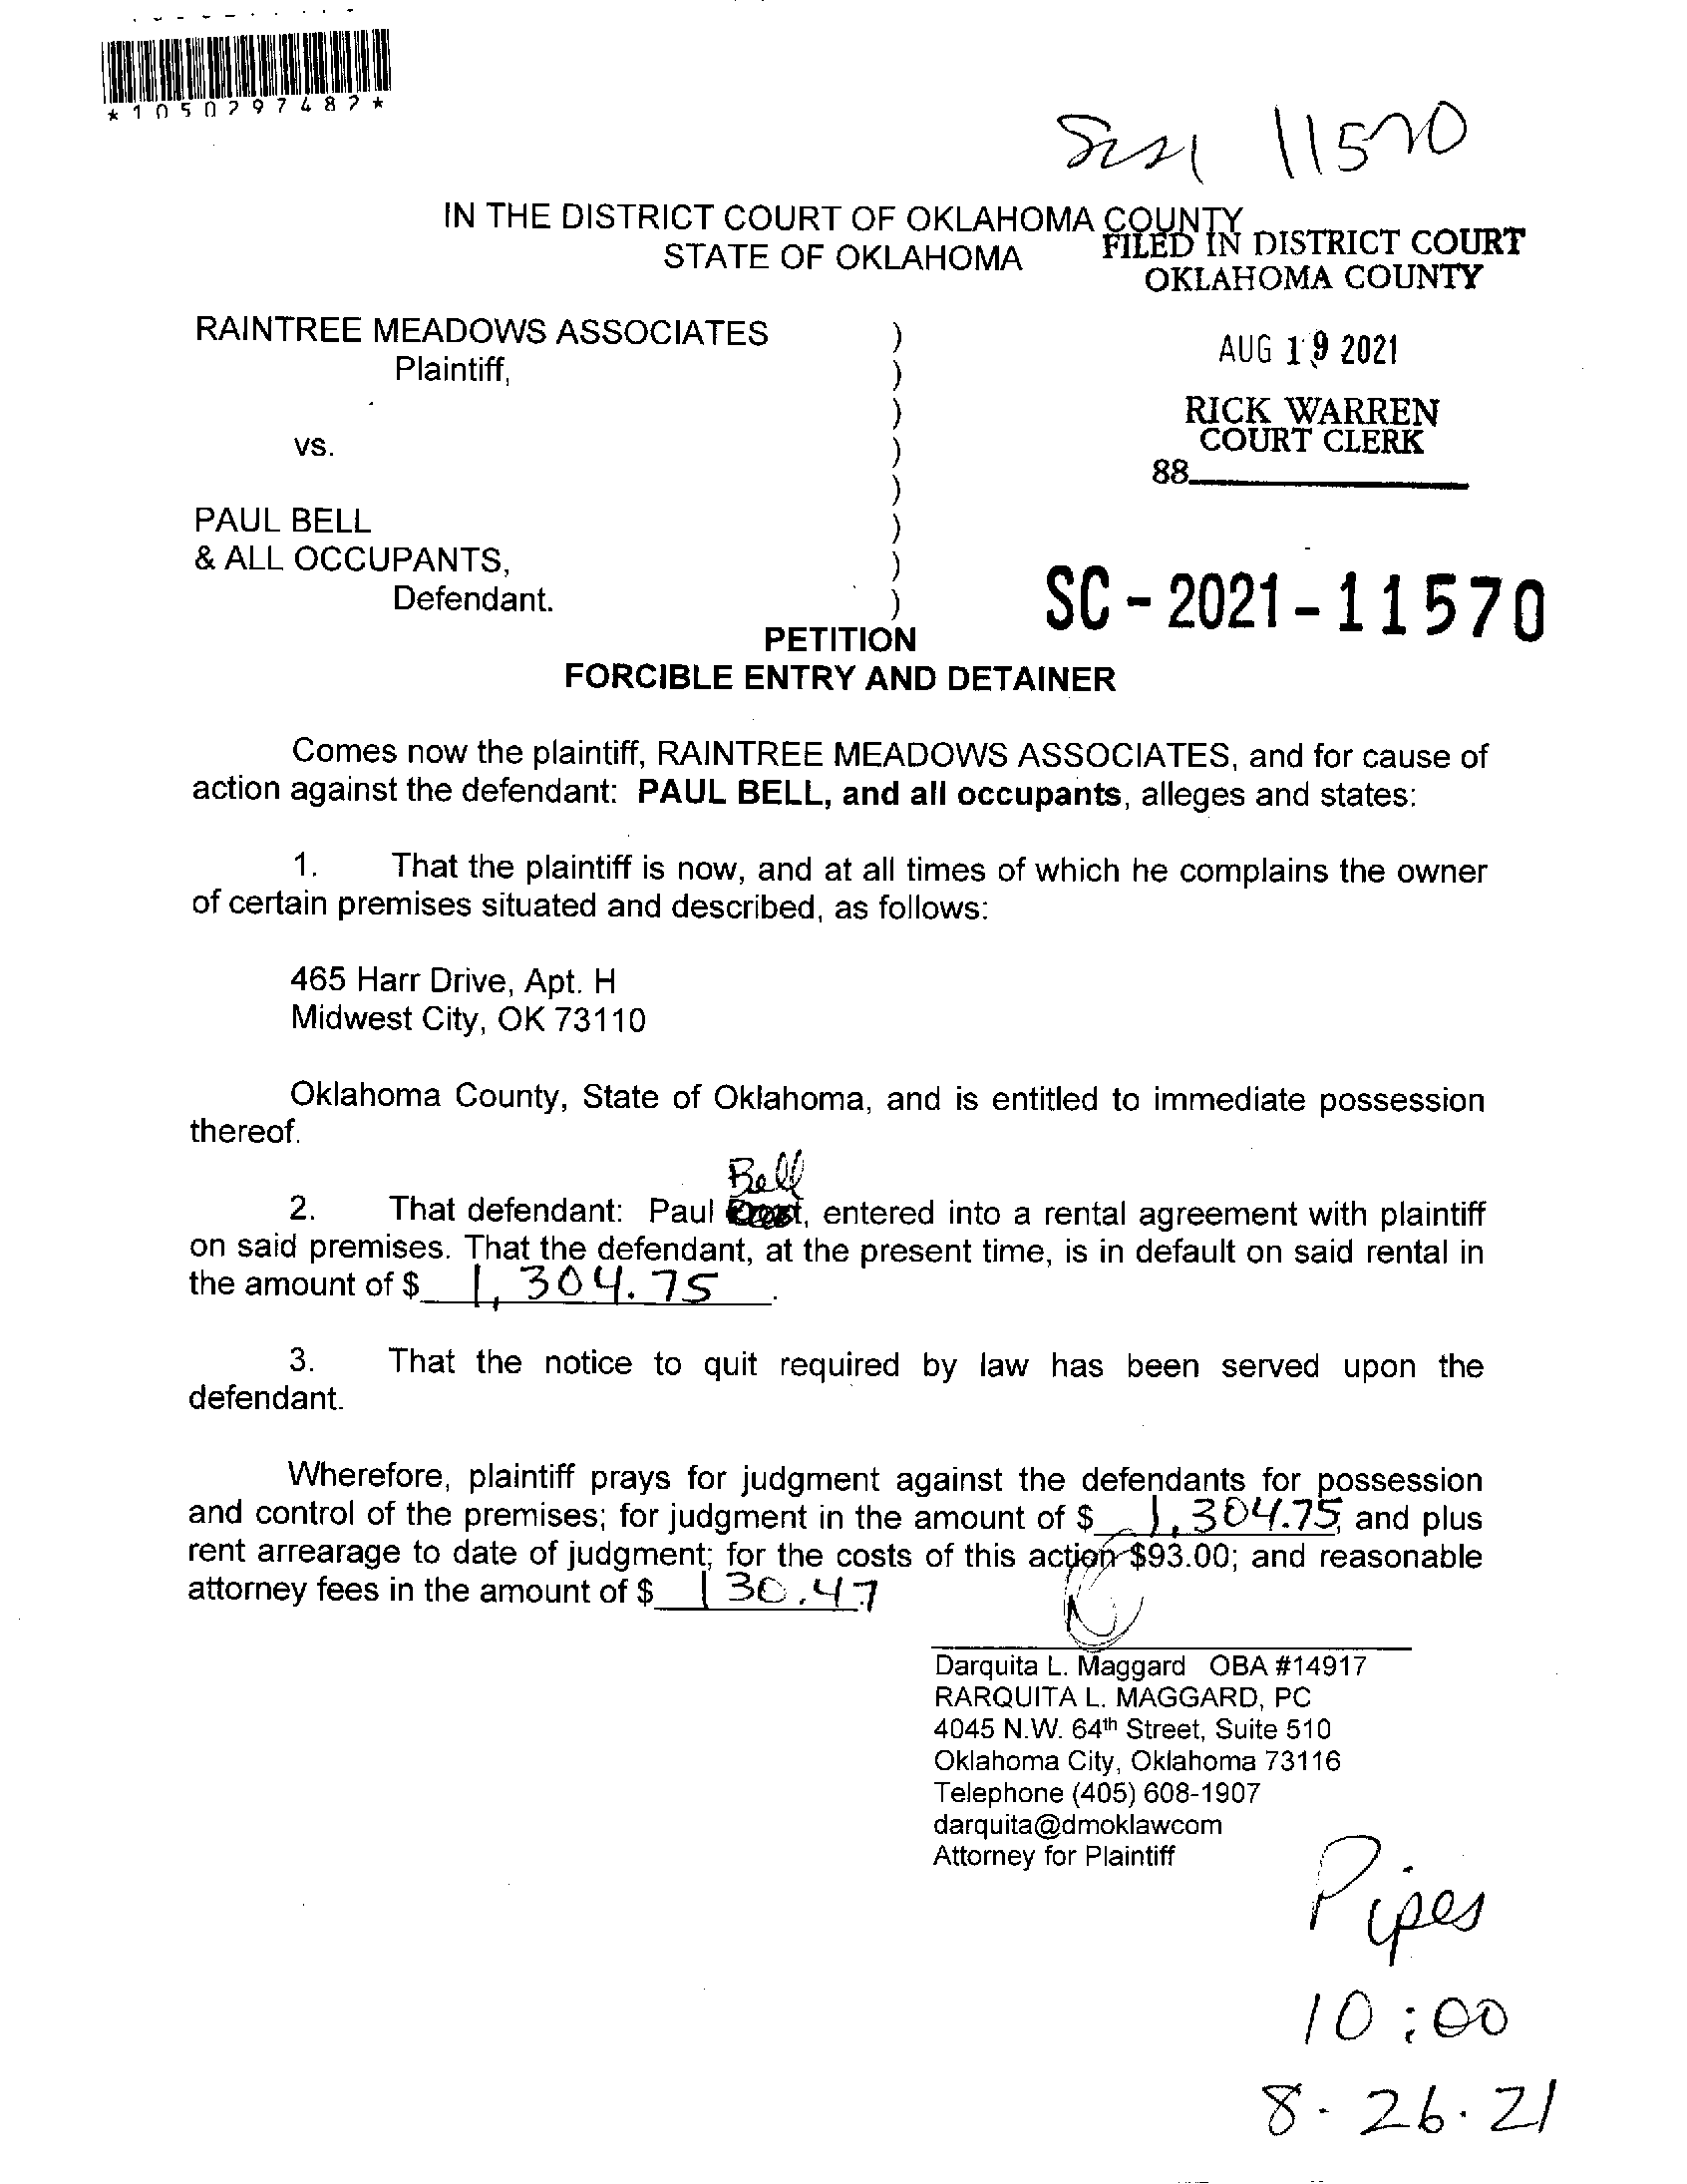 *1050297482*
SC21 11570
IN THE DISTRICT COURT OF OKLAHOMA COUNTY
STATE OF OKLAHOMA
FILED IN DISTRICT COURT
OKLAHOMA COUNTY
RAINTREE MEADOWS ASSOCIATES )
Plaintiff, )
AUG 19 2021
)
RICK WARREN
COURT CLERK
vs. )
88
)
PAUL BELL )
& ALL OCCUPANTS, )
Defendant. )
SC-2021-11570
PETITION
FORCIBLE ENTRY AND DETAINER
Comes now the plaintiff, RAINTREE MEADOWS ASSOCIATES, and for cause of
action against the defendant: PAUL BELL, and all occupants, alleges and states:
1. That the plaintiff is now, and at all times of which he complains the owner
of certain premises situated and described, as follows:
465 Harr Drive, Apt. H
Midwest City, OK 73110
Oklahoma County, State of Oklahoma, and is entitled to immediate possession
thereof.
Bell
2. That defendant: Paul , entered into a rental agreement with plaintiff
on said premises. That the defendant, at the present time, is in default on said rental in
the amount of $ 1,304.75.
3. That the notice to quit required by law has been served upon the
defendant.
Wherefore, plaintiff prays for judgment against the defendants for possession
and control of the premises; for judgment in the amount of $ 1,304.75, and plus
rent arrearage to date of judgment; for the costs of this action $93.00; and reasonable
attorney fees in the amount of $ 130.47
Darquita L. Maggard OBA #14917
RARQUITA L. MAGGARD, PC
4045 N.W. 64th Street, Suite 510
Oklahoma City, Oklahoma 73116
Telephone (405) 608-1907
darquita@dmoklawcom
Attorney for Plaintiff
Pipes
10:00
8-26-21